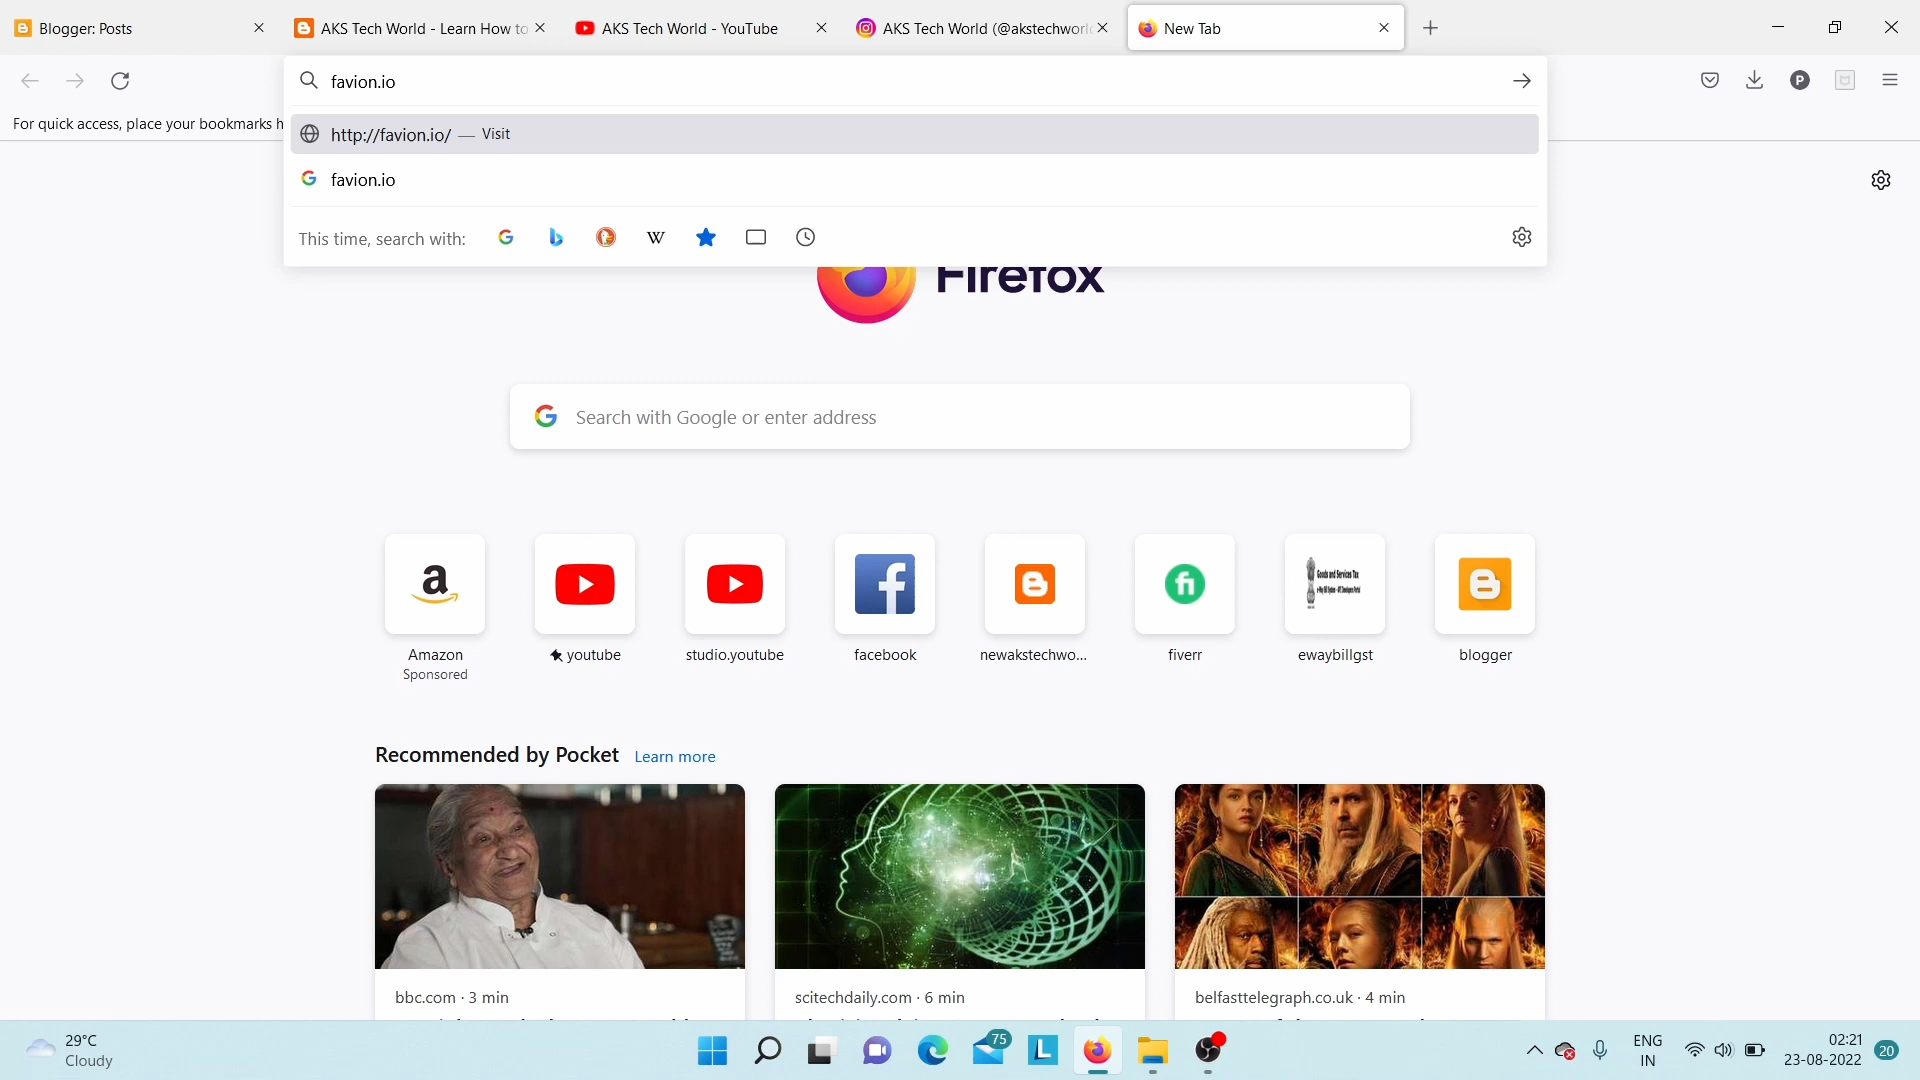 Blogger: Posts
AKS Tech World - Learn How to
AKS Tech World - YouTube
AKS Tech World (@akstechworl
New Tab
favion.io
P
For quick access, place your bookmarks h
http://favion.io/ — Visit
favion.io
This time, search with:
W
Firefox
Search with Google or enter address
Goods and Services Tax
Amazon
Sponsored
youtube
studio.youtube
facebook
newakstechwo...
fiverr
ewaybillgst
blogger
Recommended by Pocket Learn more
bbc.com · 3 min
scitechdaily.com · 6 min
belfasttelegraph.co.uk · 4 min
29°C
Cloudy
75
L
ENG
IN
02:21
23-08-2022
20